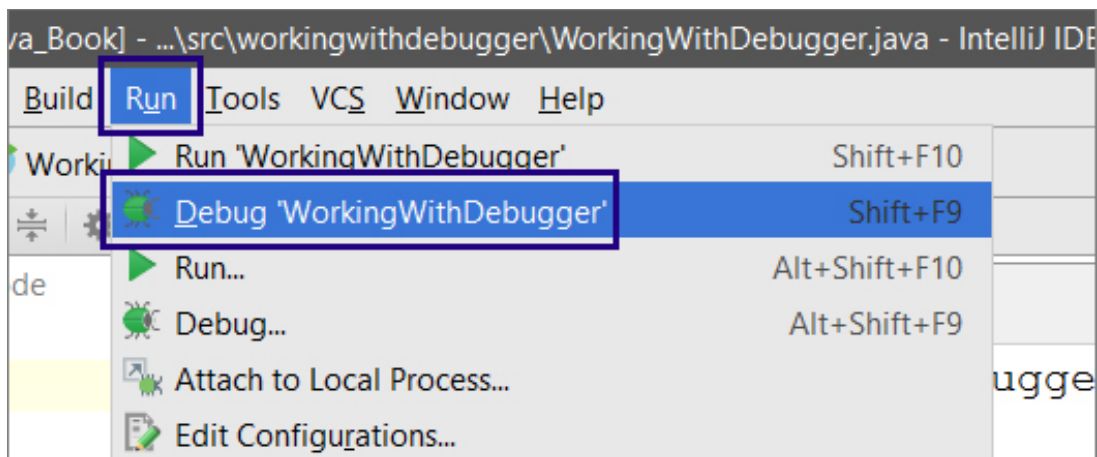 va_Book] - ...\src\workingwithdebugger\WorkingWithDebugger.java - IntelliJ IDE
Build Run Tools VCS Window Help
Worki
Run 'WorkingWithDebugger' Shift+F10
Debug 'WorkingWithDebugger' Shift+F9
de
Run... Alt+Shift+F10
Debug... Alt+Shift+F9
Attach to Local Process...
ugge
Edit Configurations...